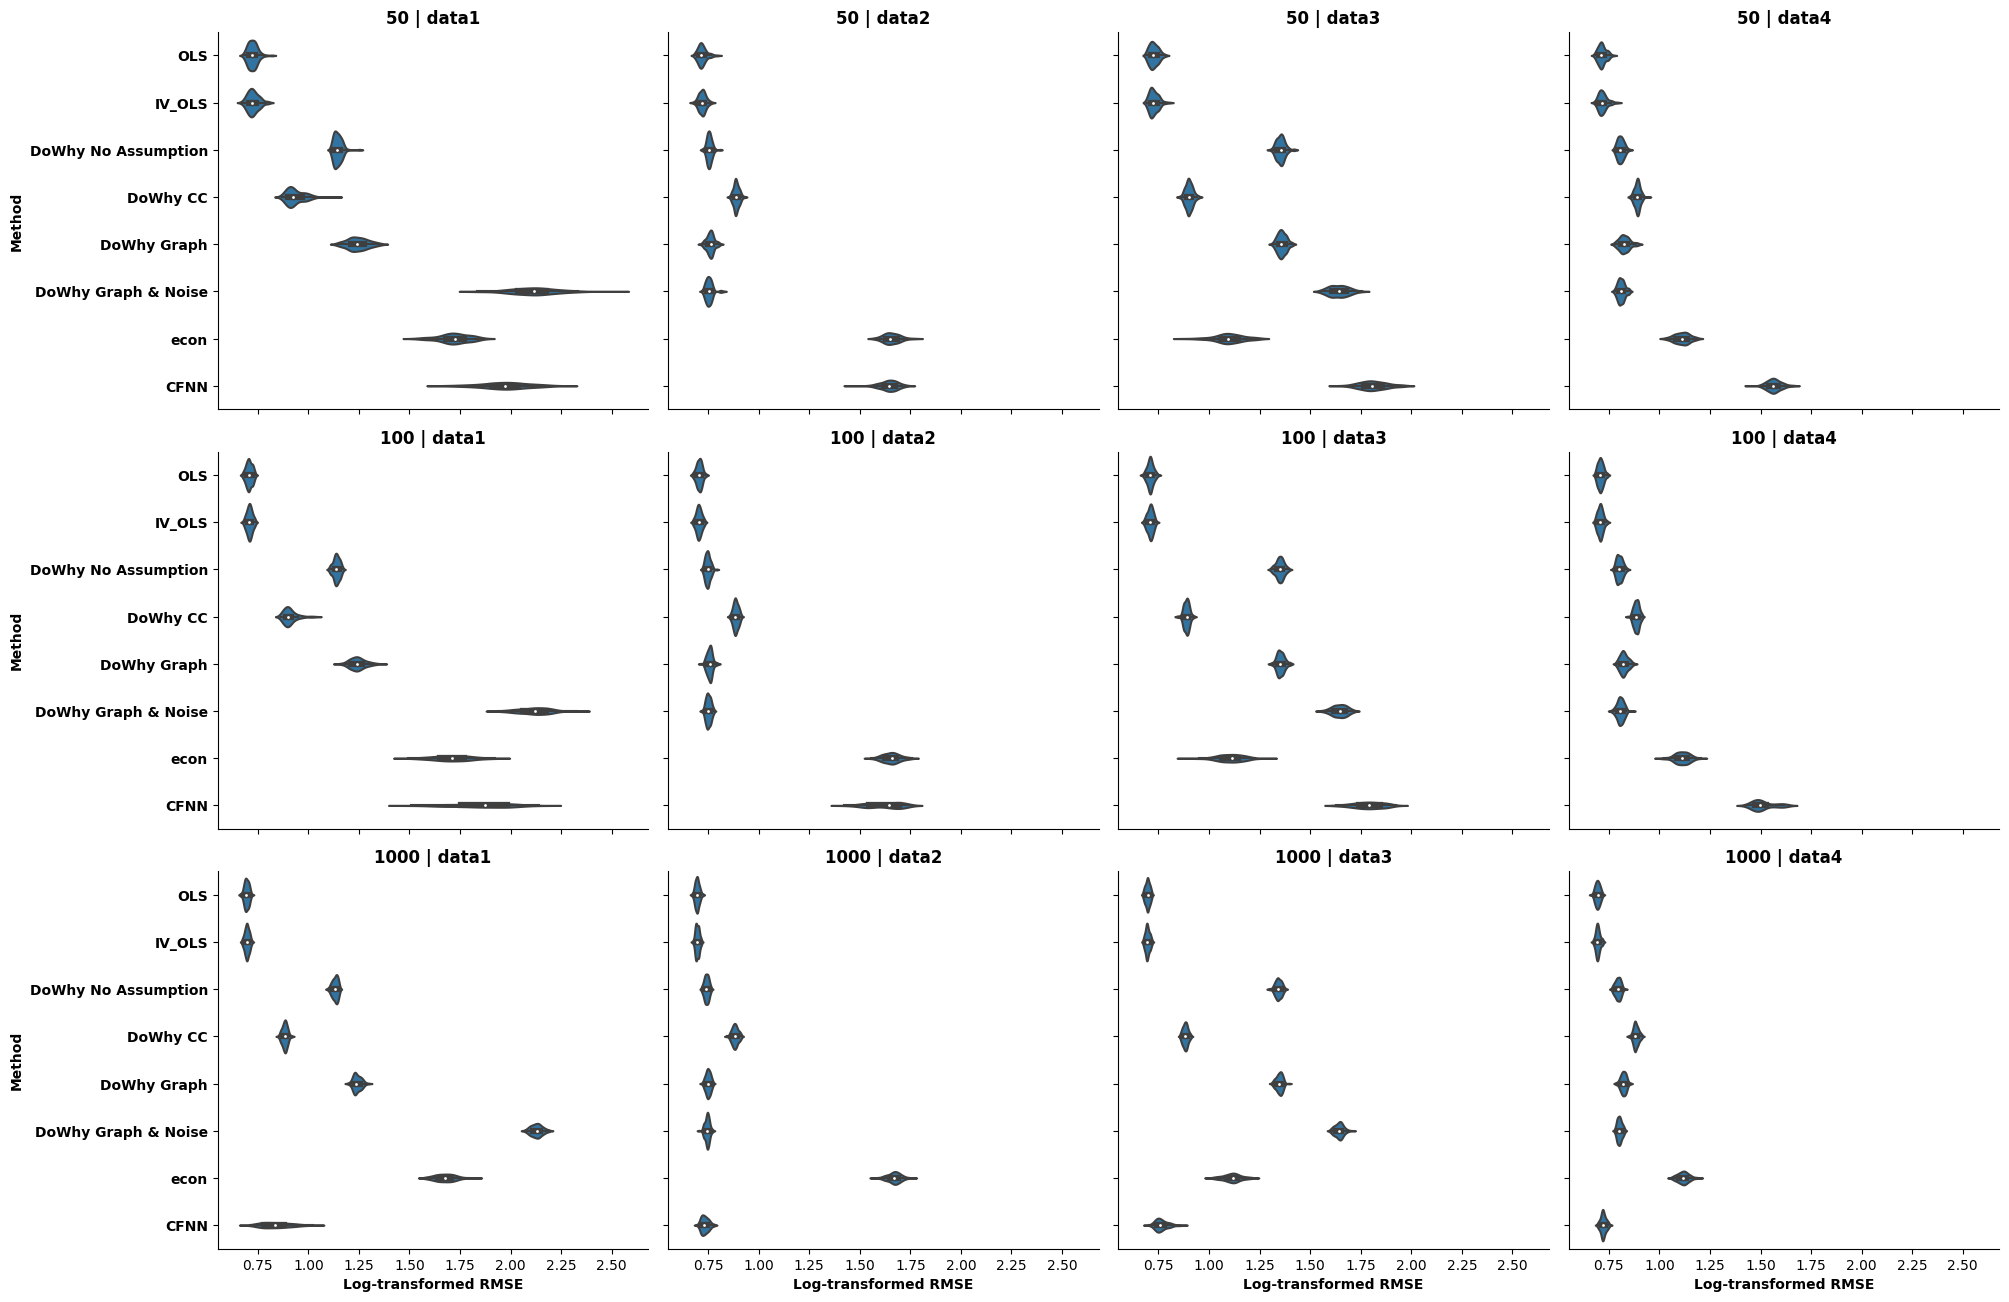 50 | data1
50 | data2
50 | data3
50 | data4
Method
OLS
IV_OLS
DoWhy No Assumption
DoWhy CC
DoWhy Graph
DoWhy Graph & Noise
econ
CFNN
100 | data1
100 | data2
100 | data3
100 | data4
Method
OLS
IV_OLS
DoWhy No Assumption
DoWhy CC
DoWhy Graph
DoWhy Graph & Noise
econ
CFNN
1000 | data1
1000 | data2
1000 | data3
1000 | data4
Method
OLS
IV_OLS
DoWhy No Assumption
DoWhy CC
DoWhy Graph
DoWhy Graph & Noise
econ
CFNN
0.75 1.00 1.25 1.50 1.75 2.00 2.25 2.50
0.75 1.00 1.25 1.50 1.75 2.00 2.25 2.50
0.75 1.00 1.25 1.50 1.75 2.00 2.25 2.50
0.75 1.00 1.25 1.50 1.75 2.00 2.25 2.50
Log-transformed RMSE
Log-transformed RMSE
Log-transformed RMSE
Log-transformed RMSE